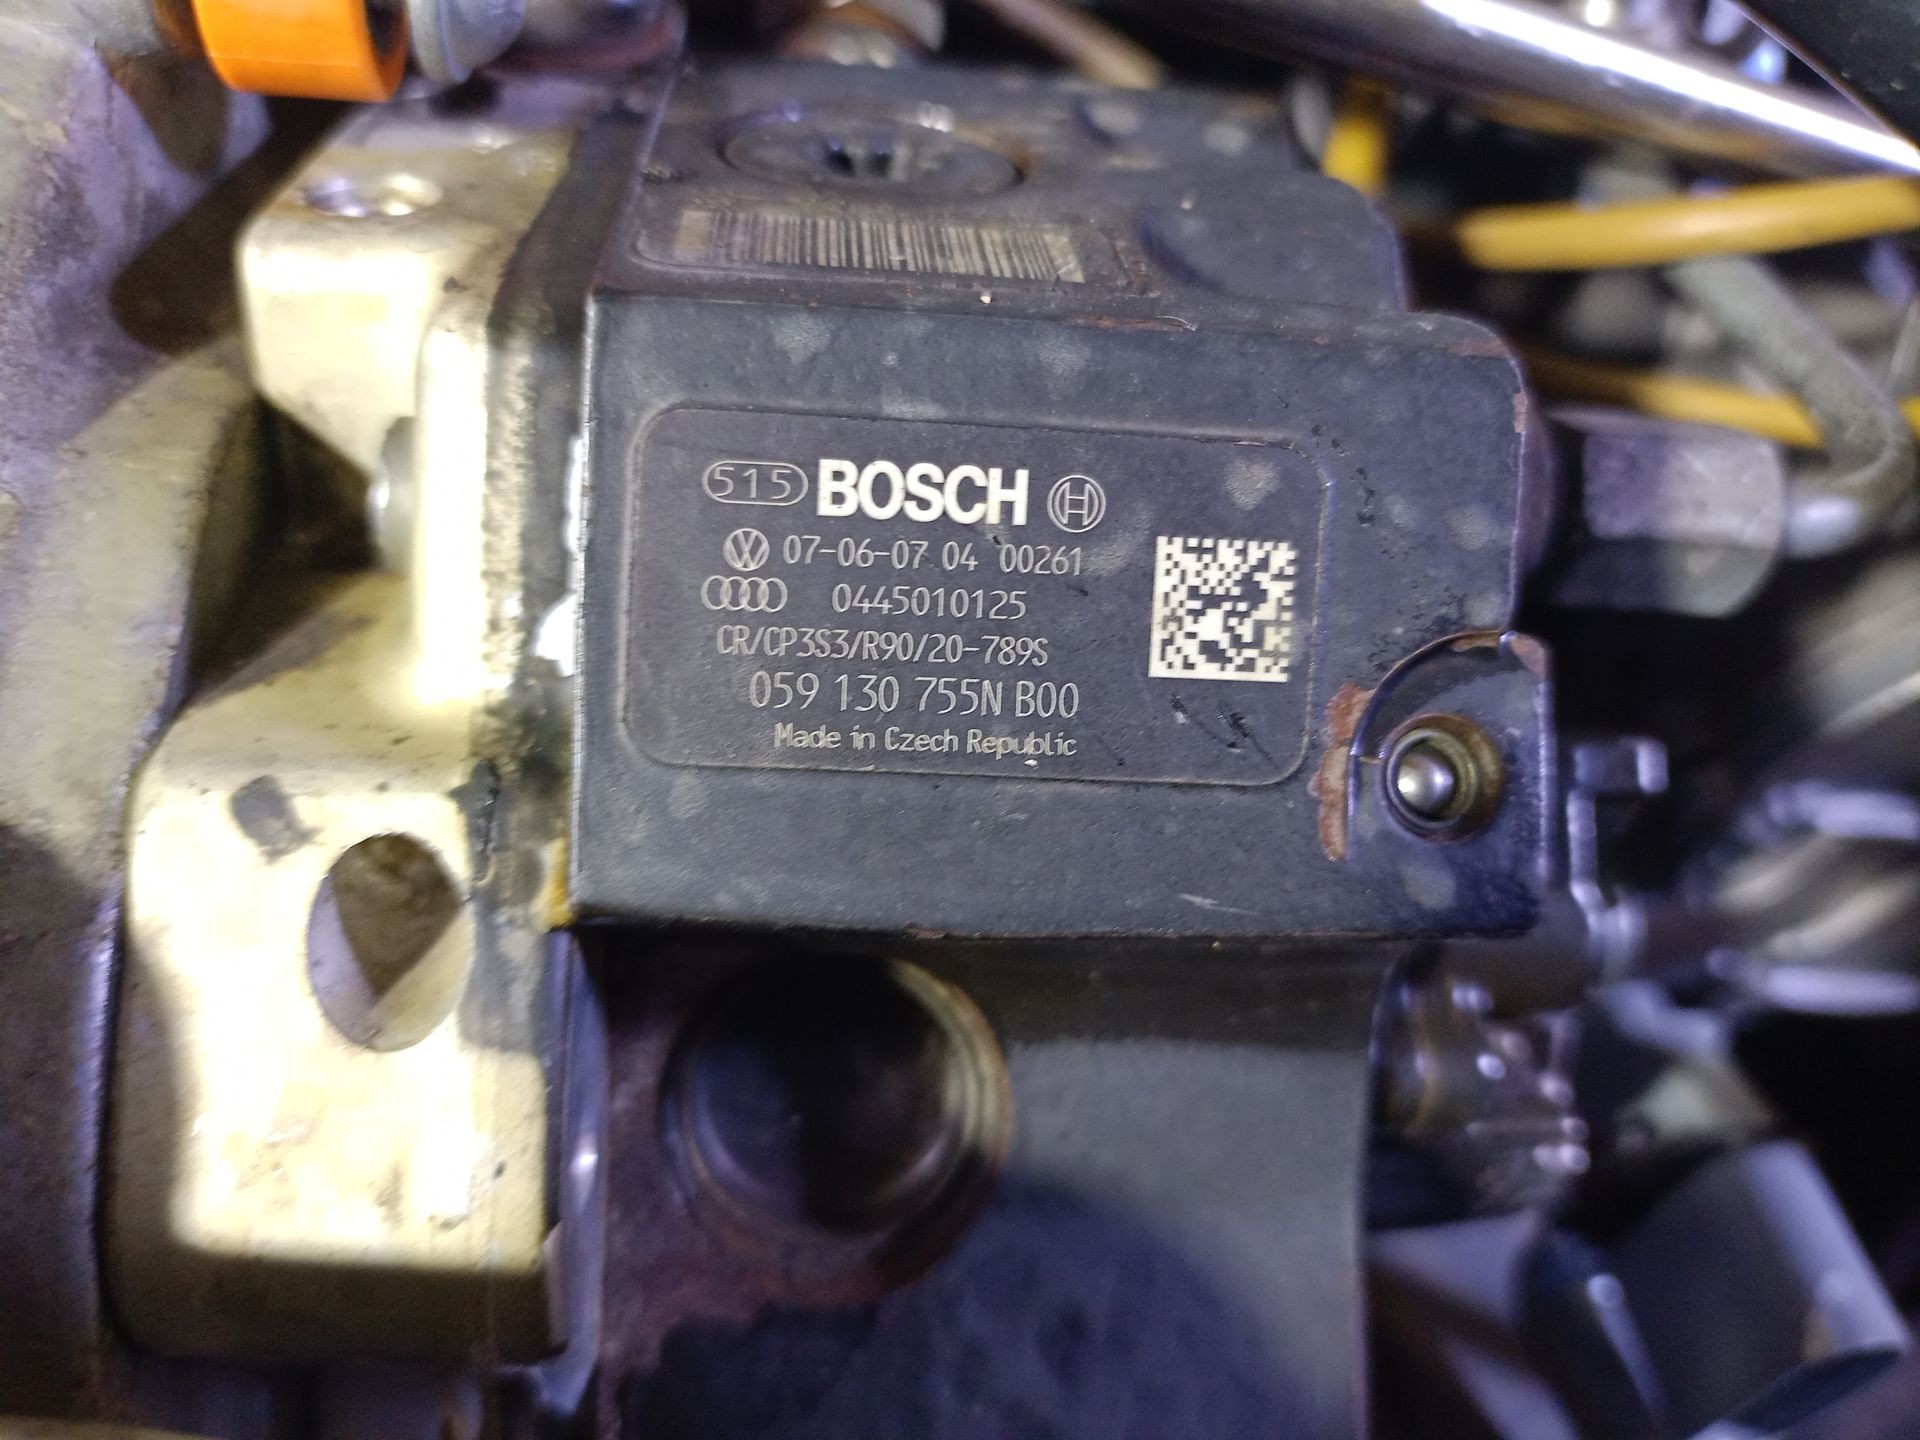 515 BOSCH
07-06-07 04 00261
0445010125
CR/CP3S3/R90/20-789S
059 130 755N B00
Made in Czech Republic